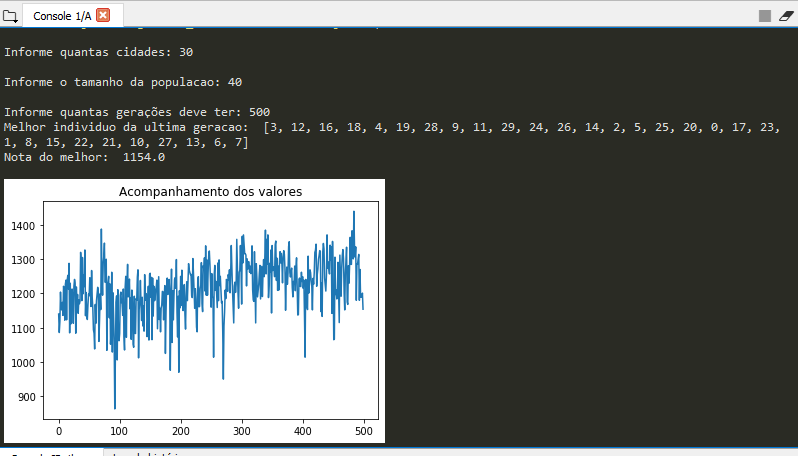 Console 1/A
Informe quantas cidades: 30
Informe o tamanho da populacao: 40
Informe quantas gerações deve ter: 500
Melhor individuo da ultima geracao:  [3, 12, 16, 18, 4, 19, 28, 9, 11, 29, 24, 26, 14, 2, 5, 25, 20, 0, 17, 23,
1, 8, 15, 22, 21, 10, 27, 13, 6, 7]
Nota do melhor:  1154.0
Acompanhamento dos valores
1400
1300
1200
1100
1000
900
0 100 200 300 400 500